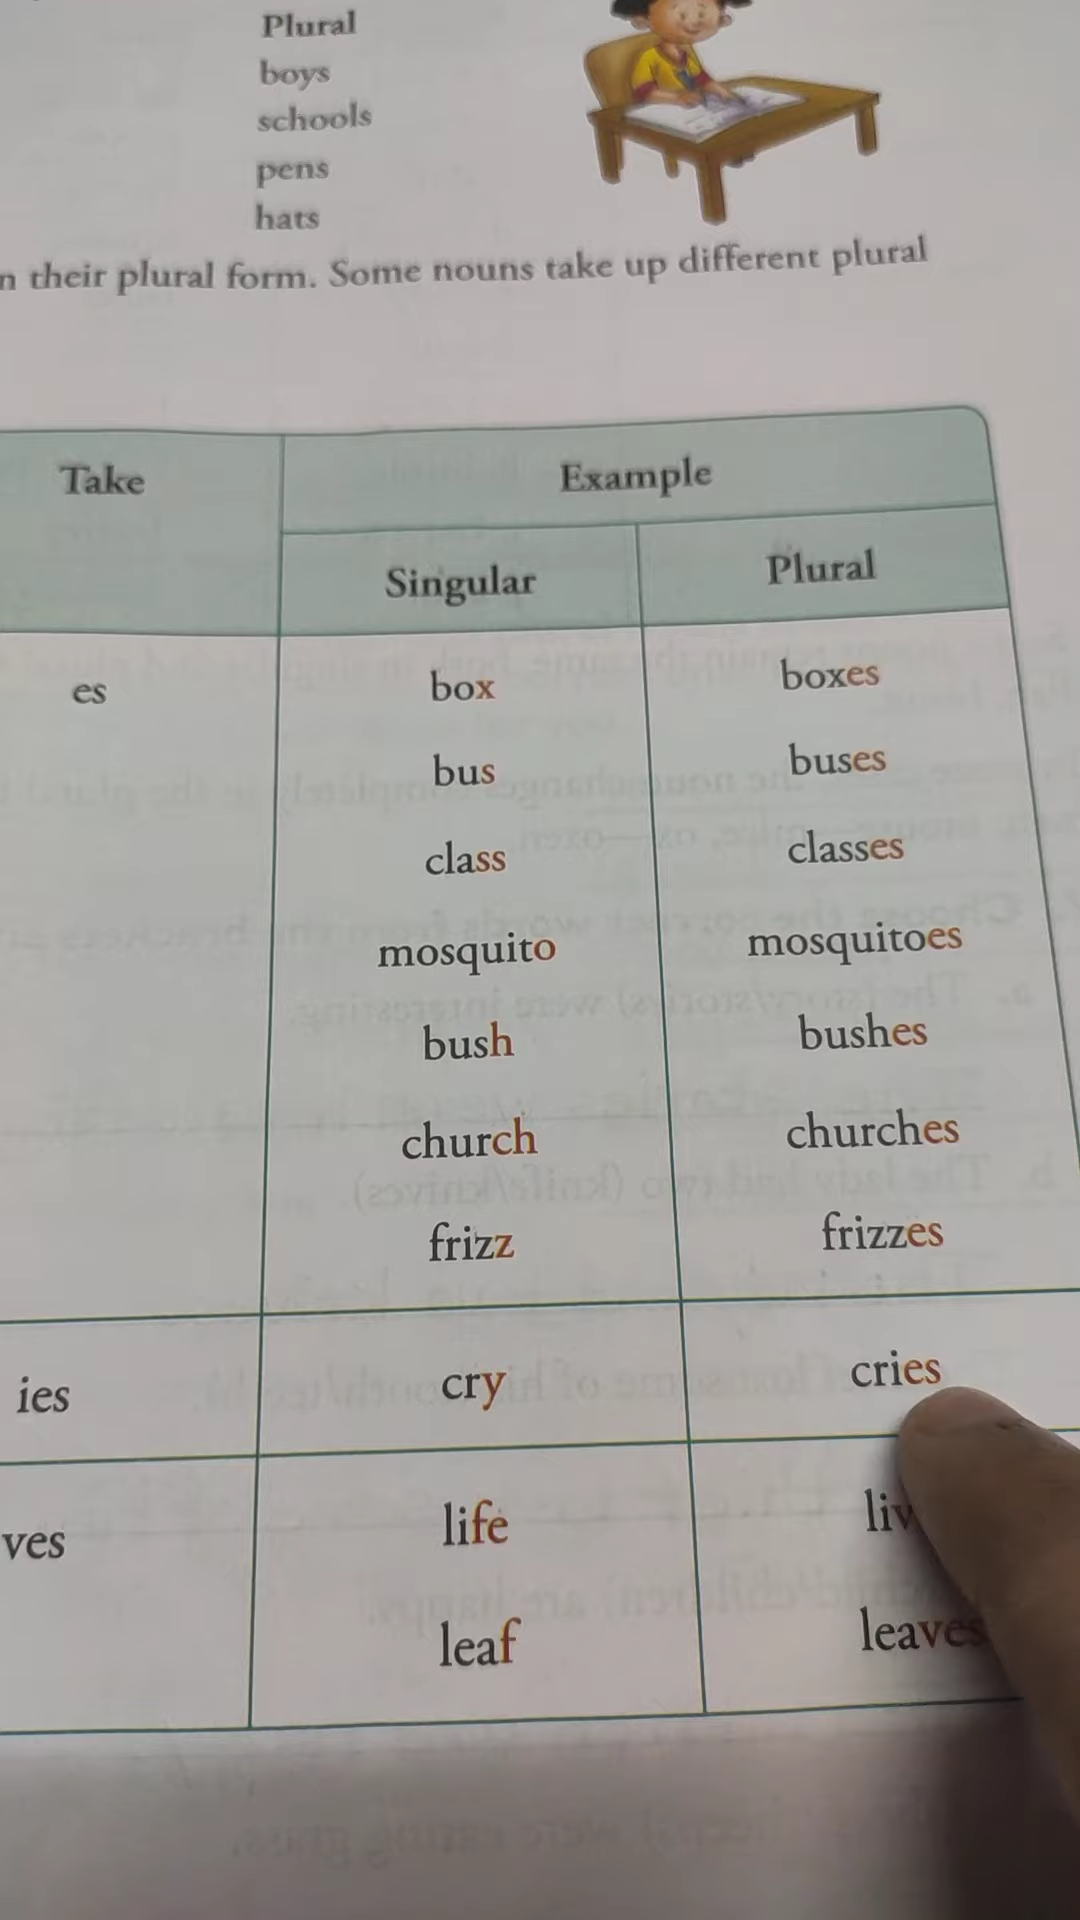 Plural
boys
schools
pens
hats
n their plural form. Some nouns take up different plural
Take Example
Singular Plural
es box boxes
bus buses
class classes
mosquito mosquitoes
bush bushes
church churches
frizz frizzes
ies cry cries
ves life
leaf leaves